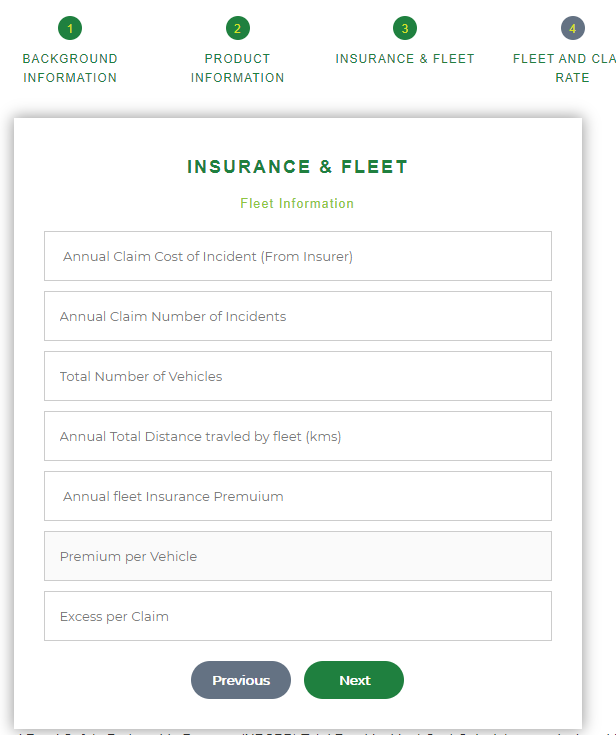 1
2
3
4
BACKGROUND
INFORMATION
PRODUCT
INFORMATION
INSURANCE & FLEET
FLEET AND CLA
RATE
INSURANCE & FLEET
Fleet Information
Annual Claim Cost of Incident (From Insurer)
Annual Claim Number of Incidents
Total Number of Vehicles
Annual Total Distance travled by fleet (kms)
Annual fleet Insurance Premuium
Premium per Vehicle
Excess per Claim
Previous
Next